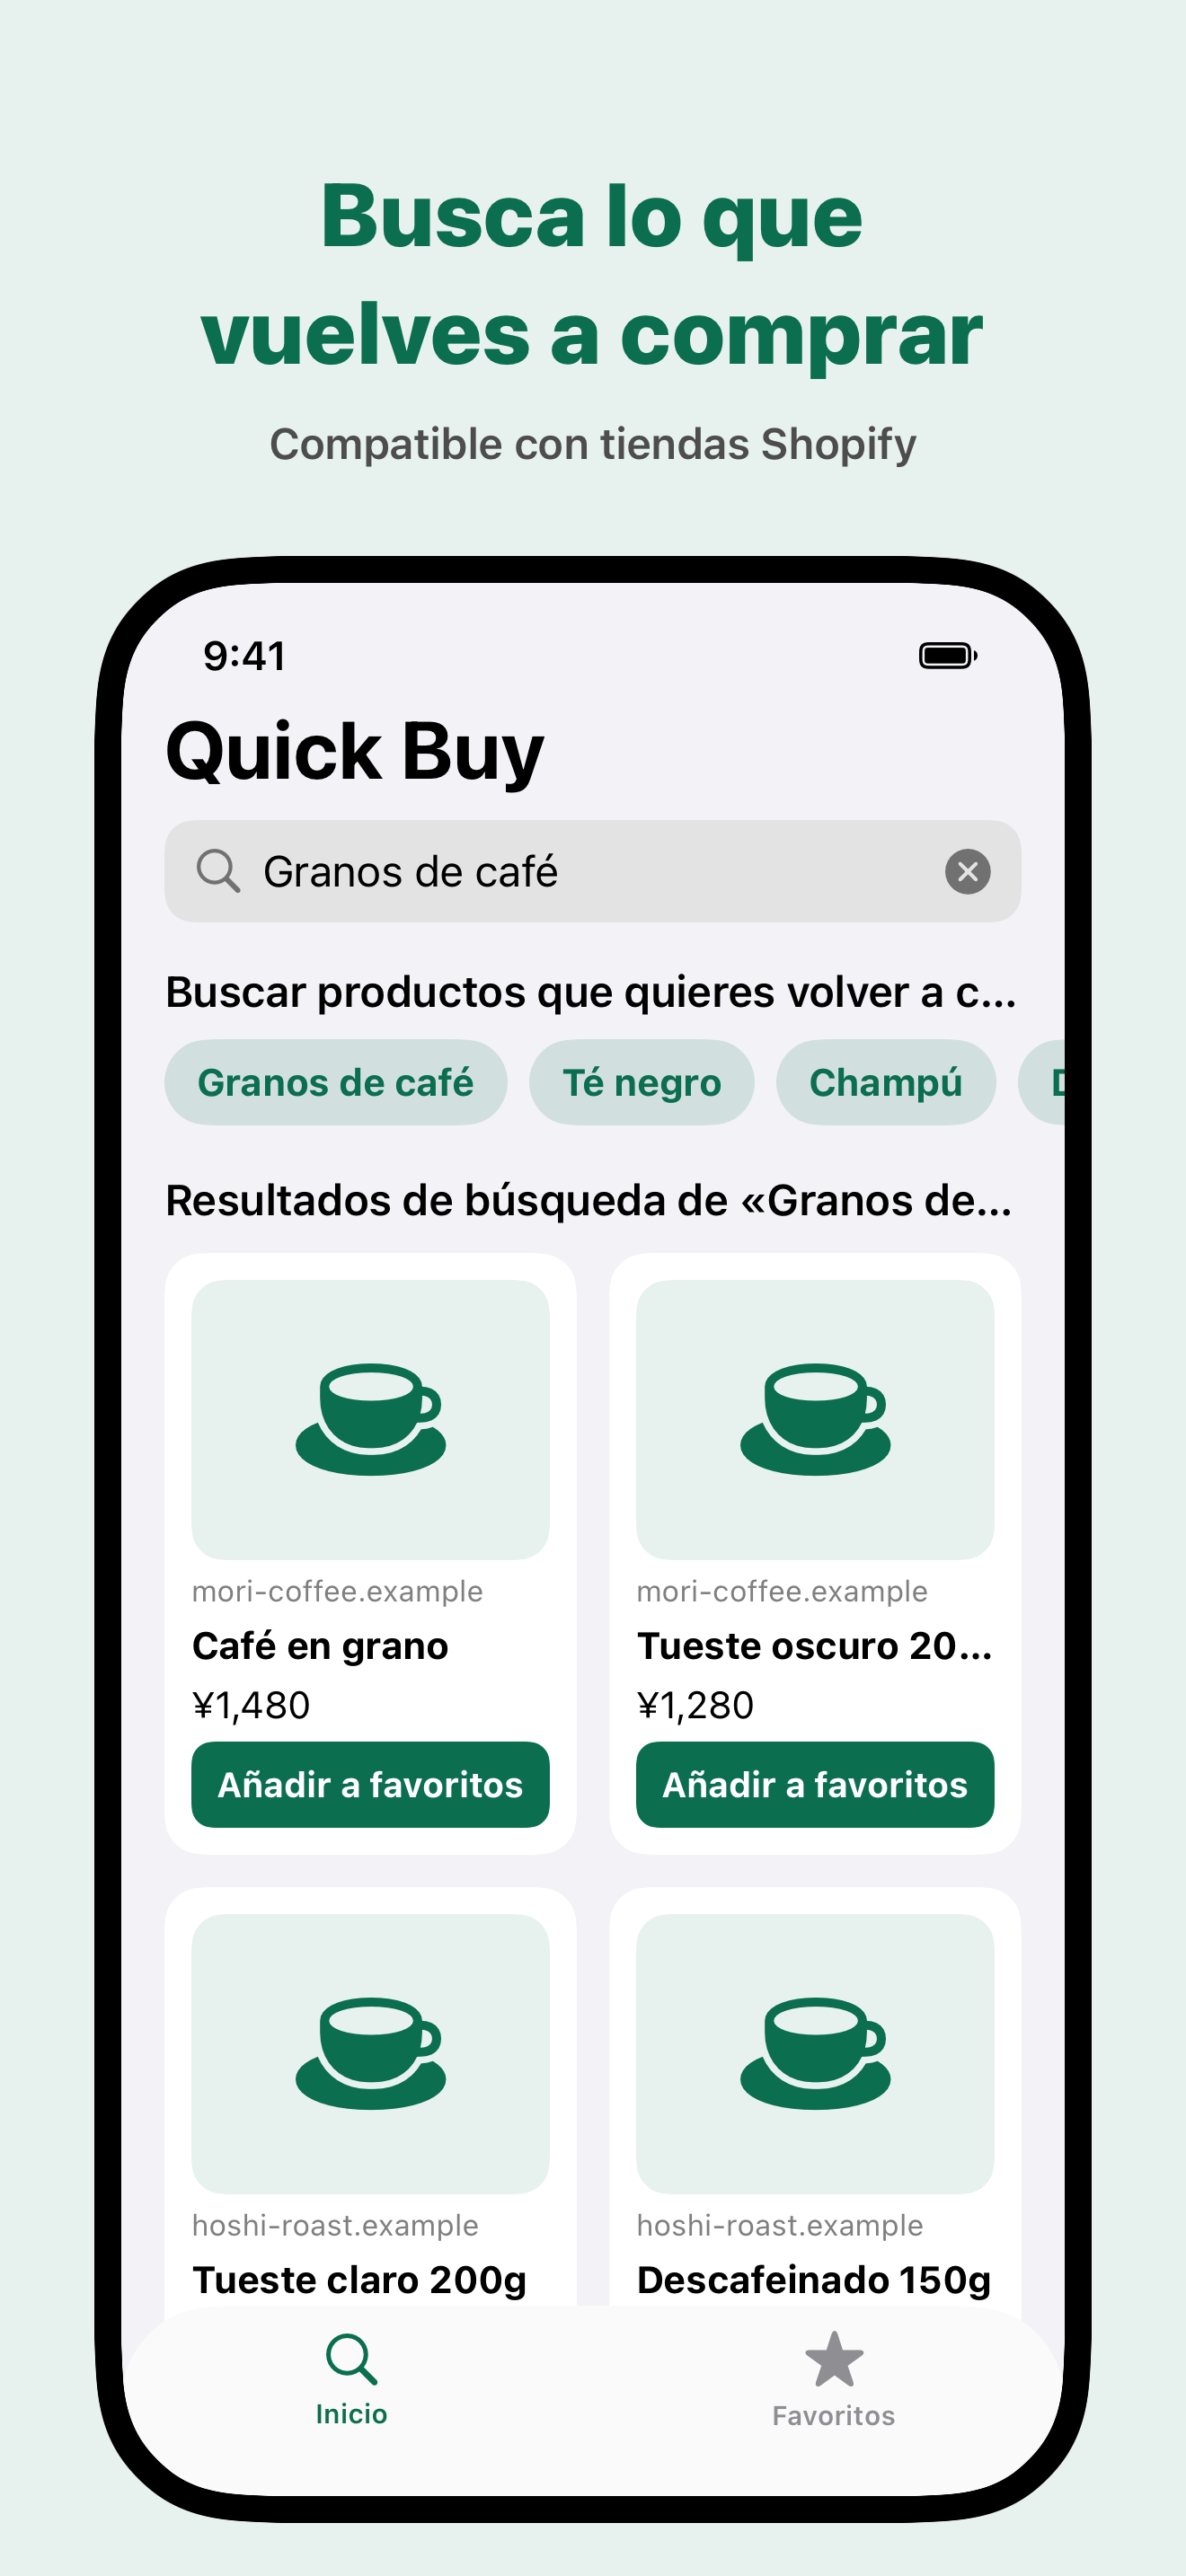 Busca lo que
vuelves a comprar
Compatible con tiendas Shopify
9:41
Quick Buy
Granos de café
Buscar productos que quieres volver a c...
Granos de café
Té negro
Champú
Resultados de búsqueda de «Granos de...
mori-coffee.example
mori-coffee.example
Café en grano
Tueste oscuro 20...
¥1,480
¥1,280
Añadir a favoritos
Añadir a favoritos
hoshi-roast.example
hoshi-roast.example
Tueste claro 200g
Descafeinado 150g
Inicio
Favoritos